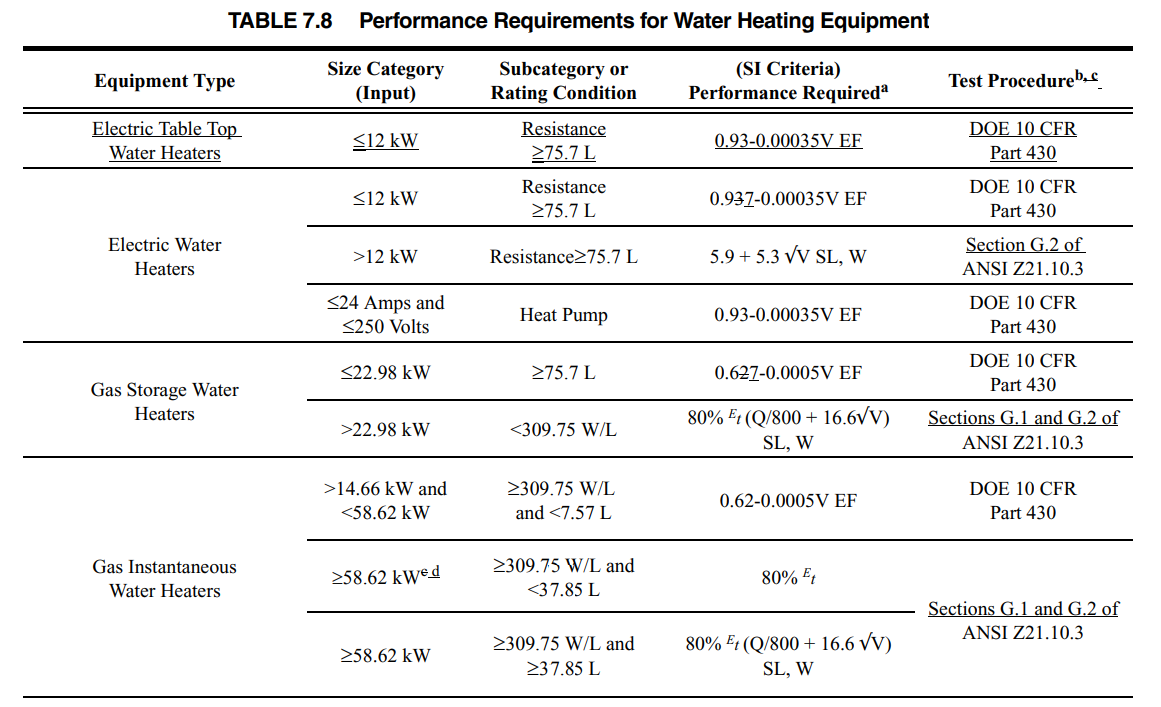 TABLE 7.8 Performance Requirements for Water Heating Equipment
Equipment Type
Size Category
(Input)
Subcategory or
Rating Condition
(SI Criteria)
Performance Required^a
Test Procedure^b, c
Electric Table Top
Water Heaters
≤12 kW
Resistance
≥75.7 L
0.93-0.00035V EF
DOE 10 CFR
Part 430
Electric Water
Heaters
≤12 kW
Resistance
≥75.7 L
0.937-0.00035V EF
DOE 10 CFR
Part 430
>12 kW
Resistance≥75.7 L
5.9 + 5.3 √V SL, W
Section G.2 of
ANSI Z21.10.3
≤24 Amps and
≤250 Volts
Heat Pump
0.93-0.00035V EF
DOE 10 CFR
Part 430
Gas Storage Water
Heaters
≤22.98 kW
≥75.7 L
0.627-0.0005V EF
DOE 10 CFR
Part 430
>22.98 kW
<309.75 W/L
80% Et (Q/800 + 16.6√V)
SL, W
Sections G.1 and G.2 of
ANSI Z21.10.3
Gas Instantaneous
Water Heaters
>14.66 kW and
<58.62 kW
≥309.75 W/L
and <7.57 L
0.62-0.0005V EF
DOE 10 CFR
Part 430
≥58.62 kW^c d
≥309.75 W/L and
<37.85 L
80% Et
Sections G.1 and G.2 of
ANSI Z21.10.3
≥58.62 kW
≥309.75 W/L and
≥37.85 L
80% Et (Q/800 + 16.6 √V)
SL, W